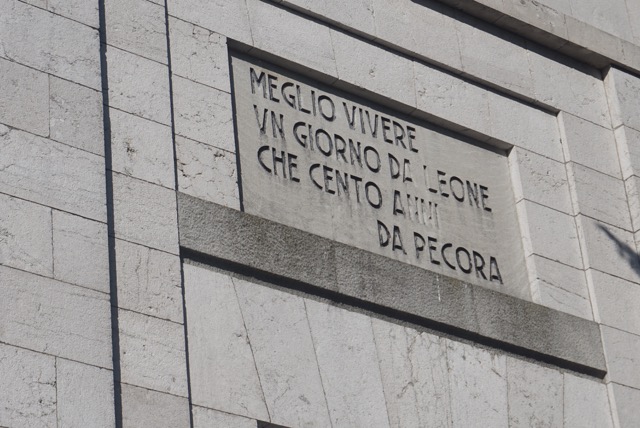 MEGLIO VIVERE
VN GIORNO DA LEONE
CHE CENTO ANNI
DA PECORA